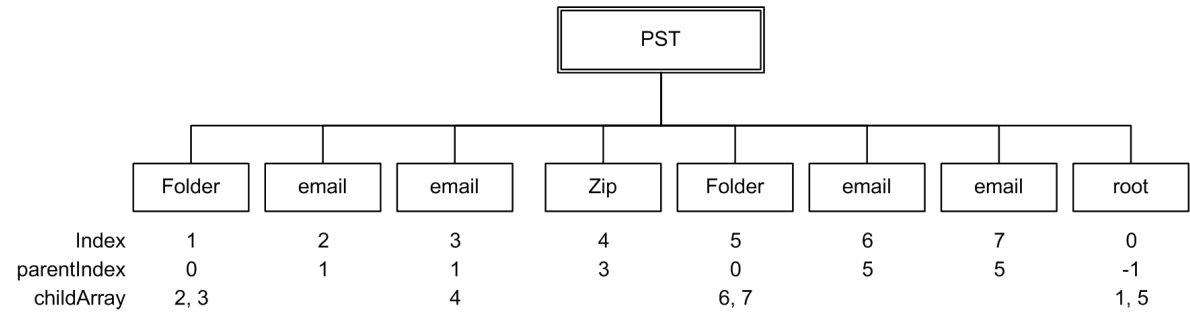 PST
Folder email email Zip Folder email email root
Index 1 2 3 4 5 6 7 0
parentIndex 0 1 1 3 0 5 5 -1
childArray 2, 3 4 6, 7 1, 5